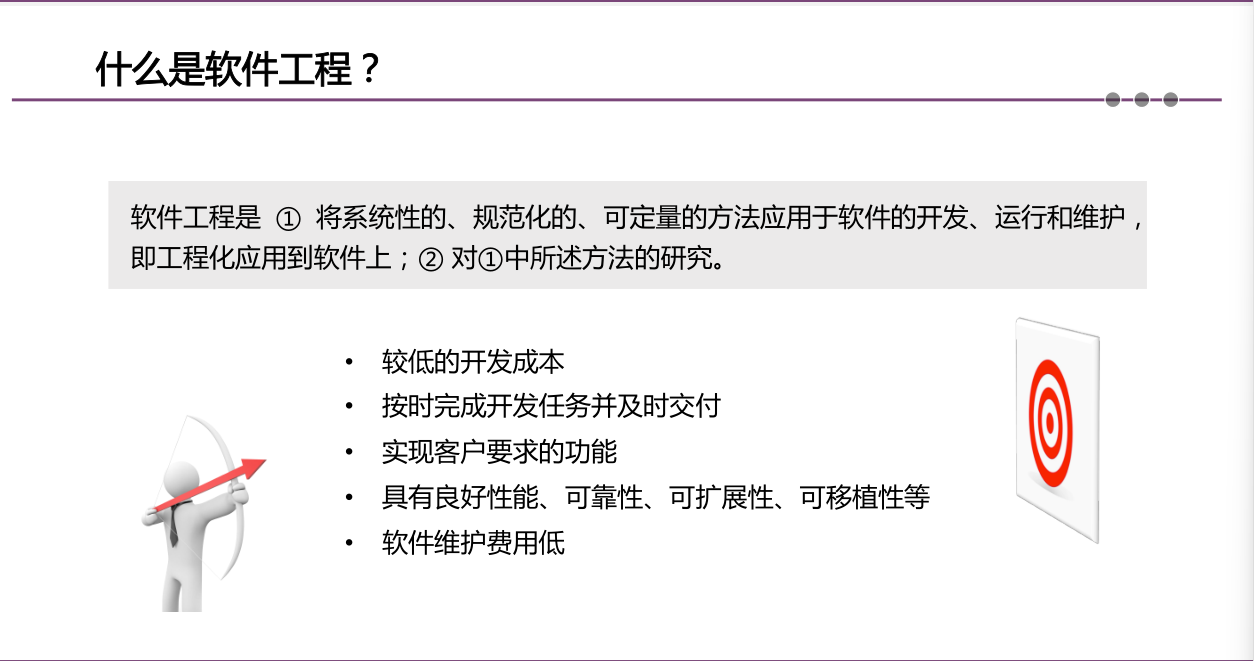 什么是软件工程？
软件工程是 ① 将系统性的、规范化的、可定量的方法应用于软件的开发、运行和维护，
即工程化应用到软件上；② 对①中所述方法的研究。
• 较低的开发成本
• 按时完成开发任务并及时交付
• 实现客户要求的功能
• 具有良好性能、可靠性、可扩展性、可移植性等
• 软件维护费用低